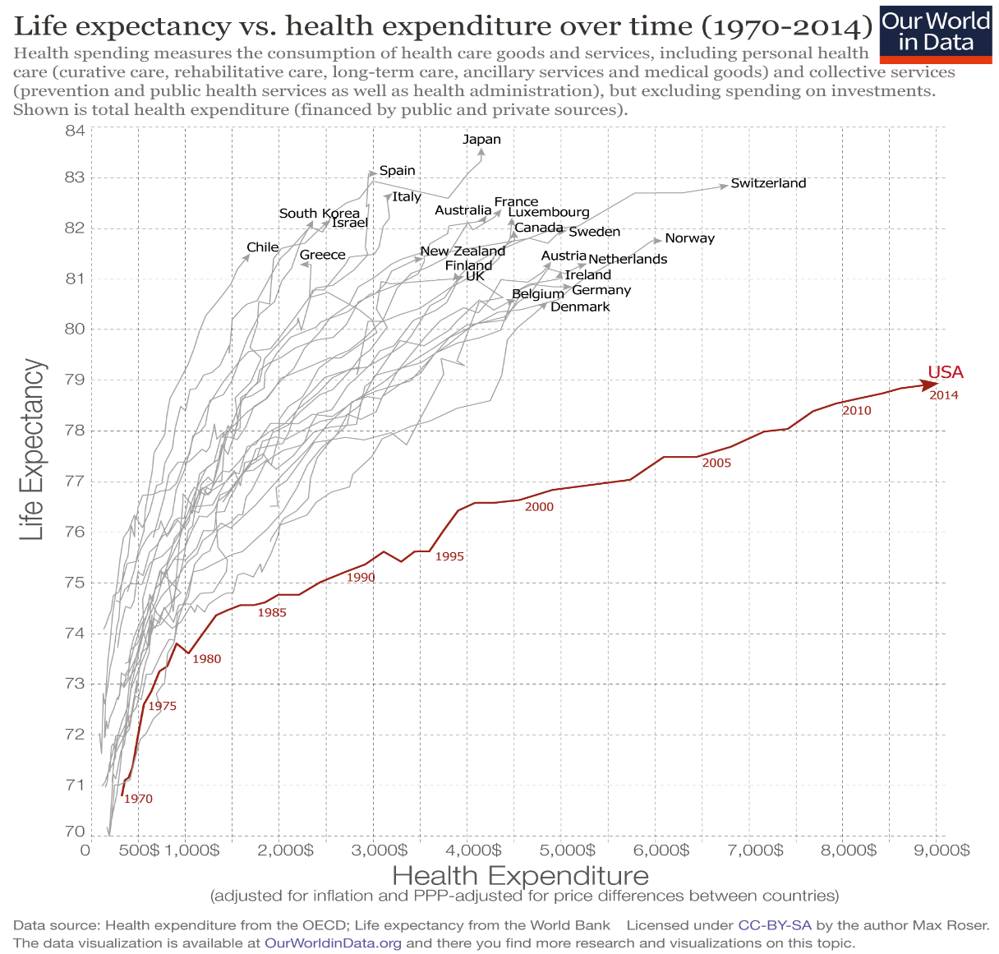 Life expectancy vs. health expenditure over time (1970-2014)
Our World
in Data
Health spending measures the consumption of health care goods and services, including personal health
care (curative care, rehabilitative care, long-term care, ancillary services and medical goods) and collective services
(prevention and public health services as well as health administration), but excluding spending on investments.
Shown is total health expenditure (financed by public and private sources).
84
Japan
83
Spain
Switzerland
Italy
France
Australia
Luxembourg
South Korea
Israel
82
Canada
Sweden
Norway
Chile
Greece
New Zealand
Austria
Netherlands
Finland
UK
81
Ireland
Germany
Belgium
Denmark
80
79
USA
2014
2010
78
2005
77
2000
76
1995
75
1990
1985
74
1980
73
1975
72
71
1970
70
Life Expectancy
0 500$ 1,000$ 2,000$ 3,000$ 4,000$ 5,000$ 6,000$ 7,000$ 8,000$ 9,000$
Health Expenditure
(adjusted for inflation and PPP-adjusted for price differences between countries)
Data source: Health expenditure from the OECD; Life expectancy from the World Bank Licensed under CC-BY-SA by the author Max Roser.
The data visualization is available at OurWorldinData.org and there you find more research and visualizations on this topic.